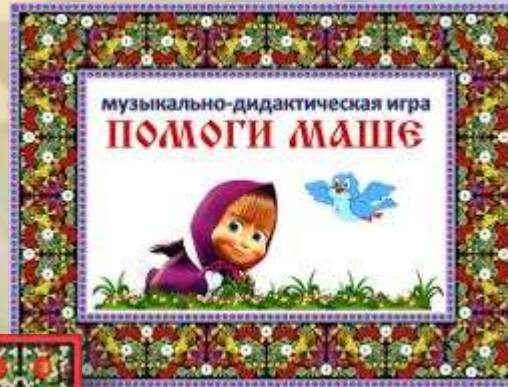 музыкально-дидактическая игра
ПОМОГИ МАШЕ